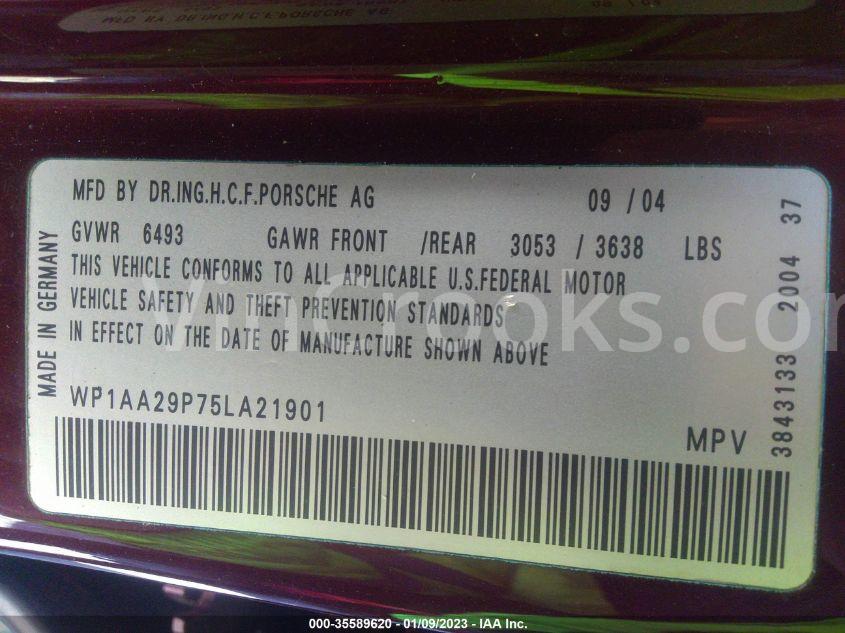 MFD BY DR.ING.H.C.F.PORSCHE AG 09 / 04
GVWR 6493 GAWR FRONT /REAR 3053 / 3638 LBS
THIS VEHICLE CONFORMS TO ALL APPLICABLE U.S.FEDERAL MOTOR
VEHICLE SAFETY AND THEFT PREVENTION STANDARDS
IN EFFECT ON THE DATE OF MANUFACTURE SHOWN ABOVE
WP1AA29P75LA21901
MPV
MADE IN GERMANY
3843133 2004 37
VinCrooks.com
000-35589620 - 01/09/2023 - IAA Inc.